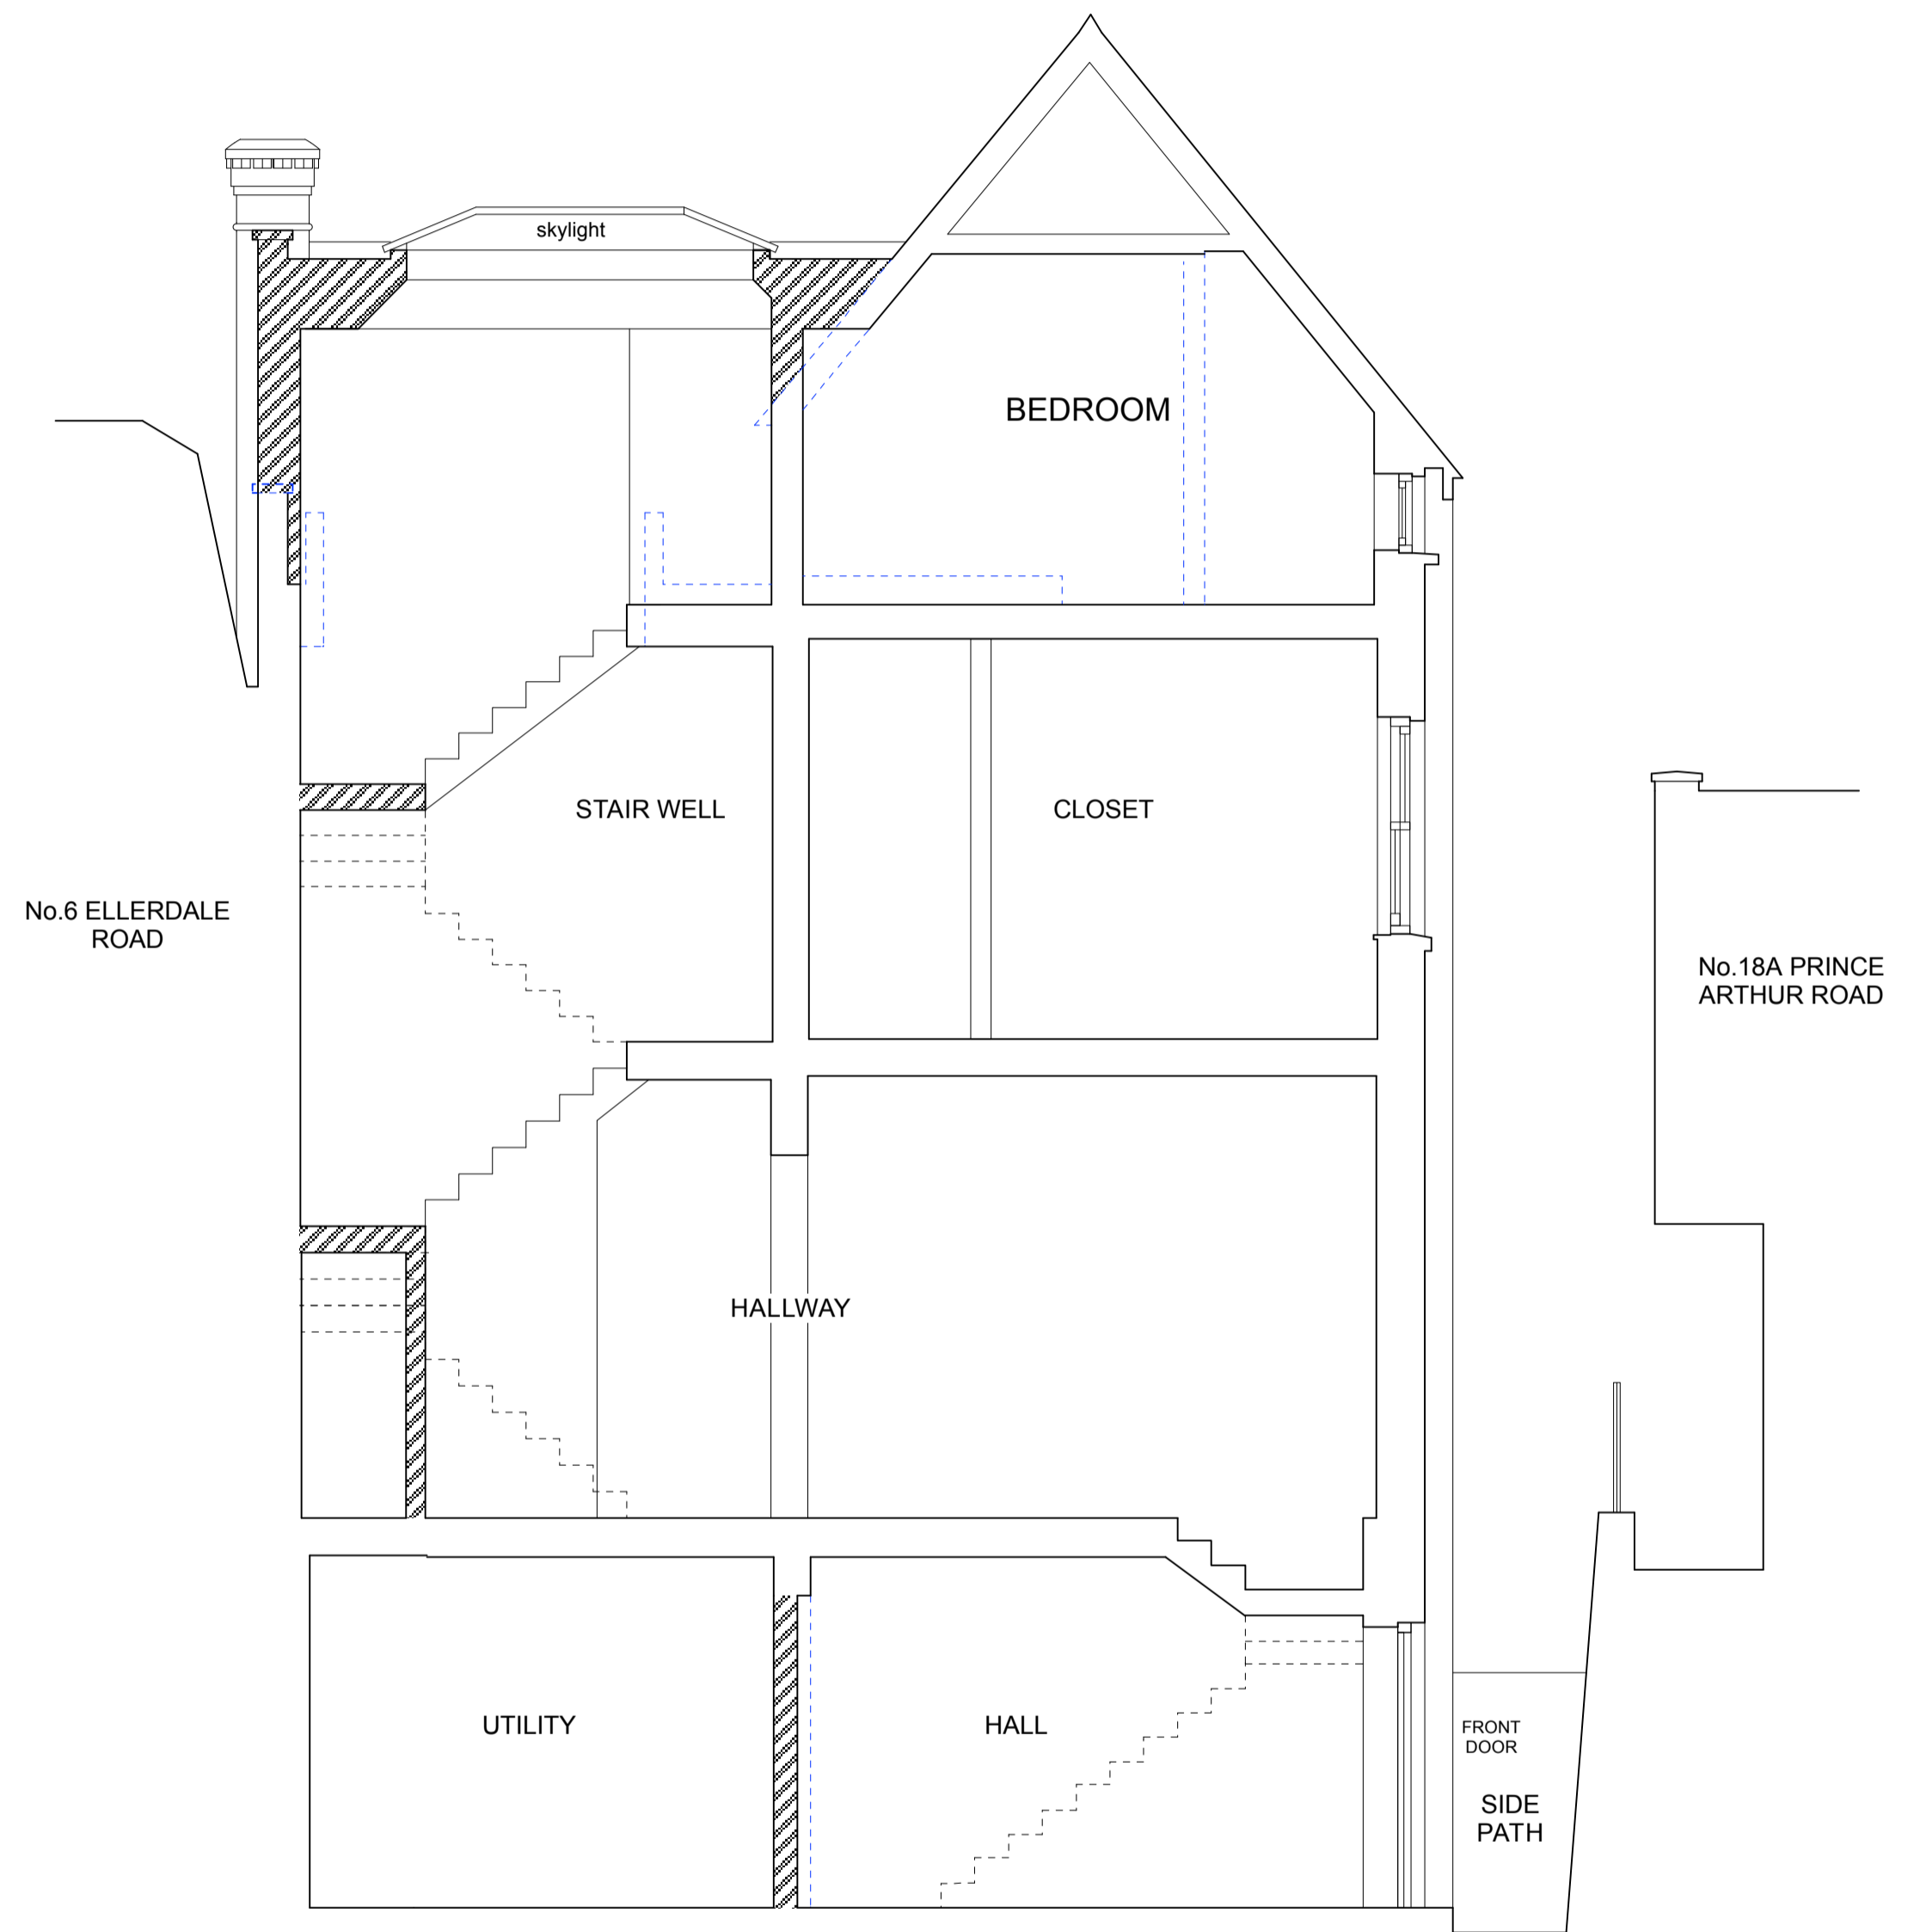 skylight
BEDROOM
STAIR WELL
CLOSET
No.6 ELLERDALE
ROAD
No.18A PRINCE
ARTHUR ROAD
HALLWAY
UTILITY
HALL
FRONT
DOOR
SIDE
PATH